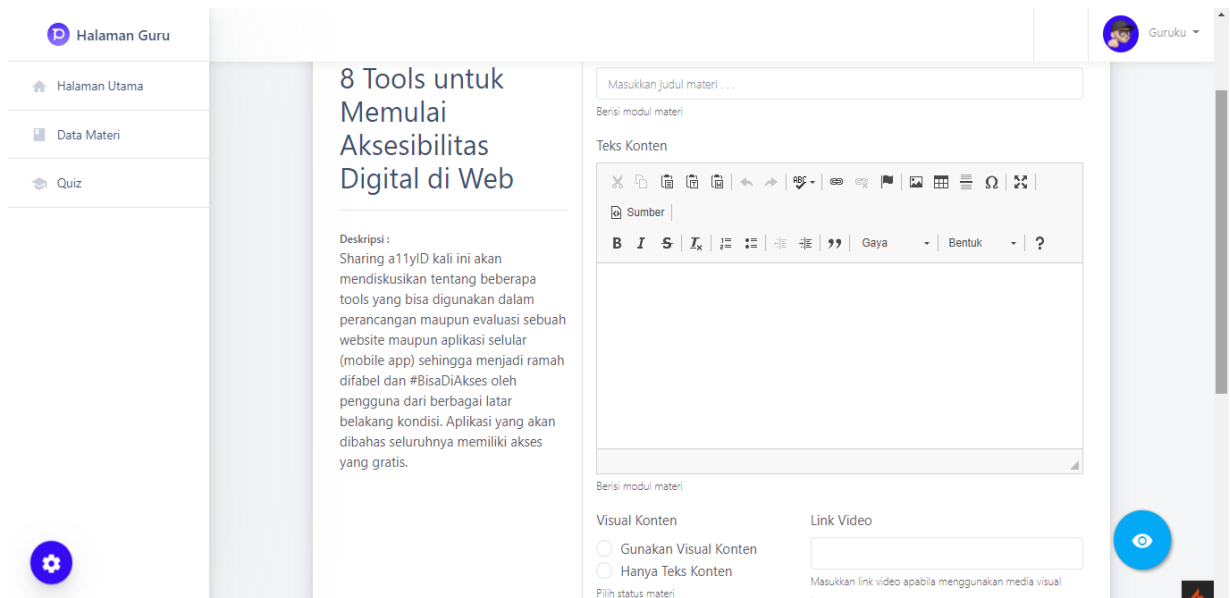 Halaman Guru
Guruku
Halaman Utama
Data Materi
Quiz
8 Tools untuk
Memulai
Aksesibilitas
Digital di Web
Deskripsi :
Sharing a11yID kali ini akan
mendiskusikan tentang beberapa
tools yang bisa digunakan dalam
perancangan maupun evaluasi sebuah
website maupun aplikasi selular
(mobile app) sehingga menjadi ramah
difabel dan #BisaDiAkses oleh
pengguna dari berbagai latar
belakang kondisi. Aplikasi yang akan
dibahas seluruhnya memiliki akses
yang gratis.
Masukkan judul materi . . .
Berisi modul materi
Teks Konten
Sumber
Gaya Bentuk
Berisi modul materi
Visual Konten
Gunakan Visual Konten
Hanya Teks Konten
Pilih status materi
Link Video
Masukkan link video apabila menggunakan media visual